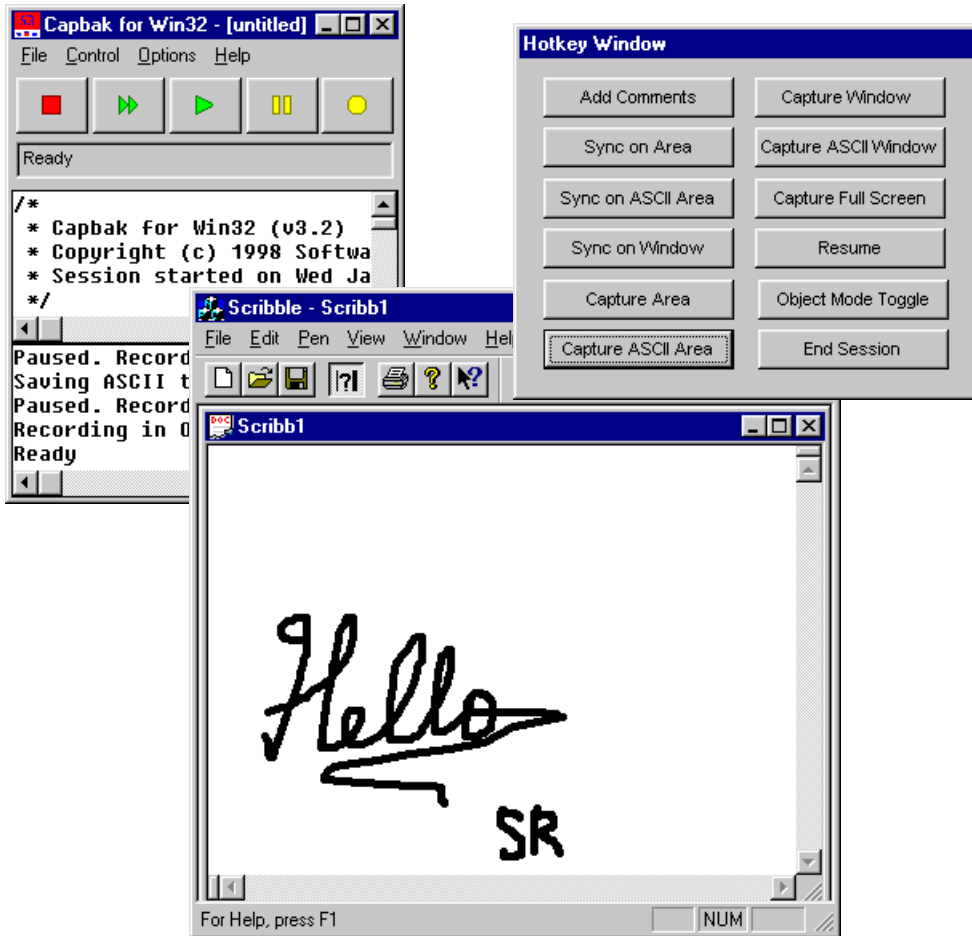 Capbak for Win32 - [untitled]
File Control Options Help
Ready
/*
* Capbak for Win32 (v3.2)
* Copyright (c) 1998 Softwa
* Session started on Wed Ja
*/
Paused. Record
Saving ASCII t
Paused. Record
Recording in O
Ready
Hotkey Window
Add Comments Capture Window
Sync on Area Capture ASCII Window
Sync on ASCII Area Capture Full Screen
Sync on Window Resume
Capture Area Object Mode Toggle
Capture ASCII Area End Session
Scribble - Scribb1
File Edit Pen View Window Hel
Scribb1
Hello
SR
For Help, press F1 NUM